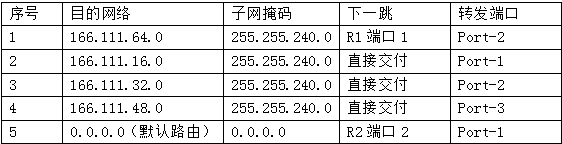 序号 目的网络 子网掩码 下一跳 转发端口
1 166.111.64.0 255.255.240.0 R1 端口 1 Port-2
2 166.111.16.0 255.255.240.0 直接交付 Port-1
3 166.111.32.0 255.255.240.0 直接交付 Port-2
4 166.111.48.0 255.255.240.0 直接交付 Port-3
5 0.0.0.0（默认路由） 0.0.0.0 R2 端口 2 Port-1